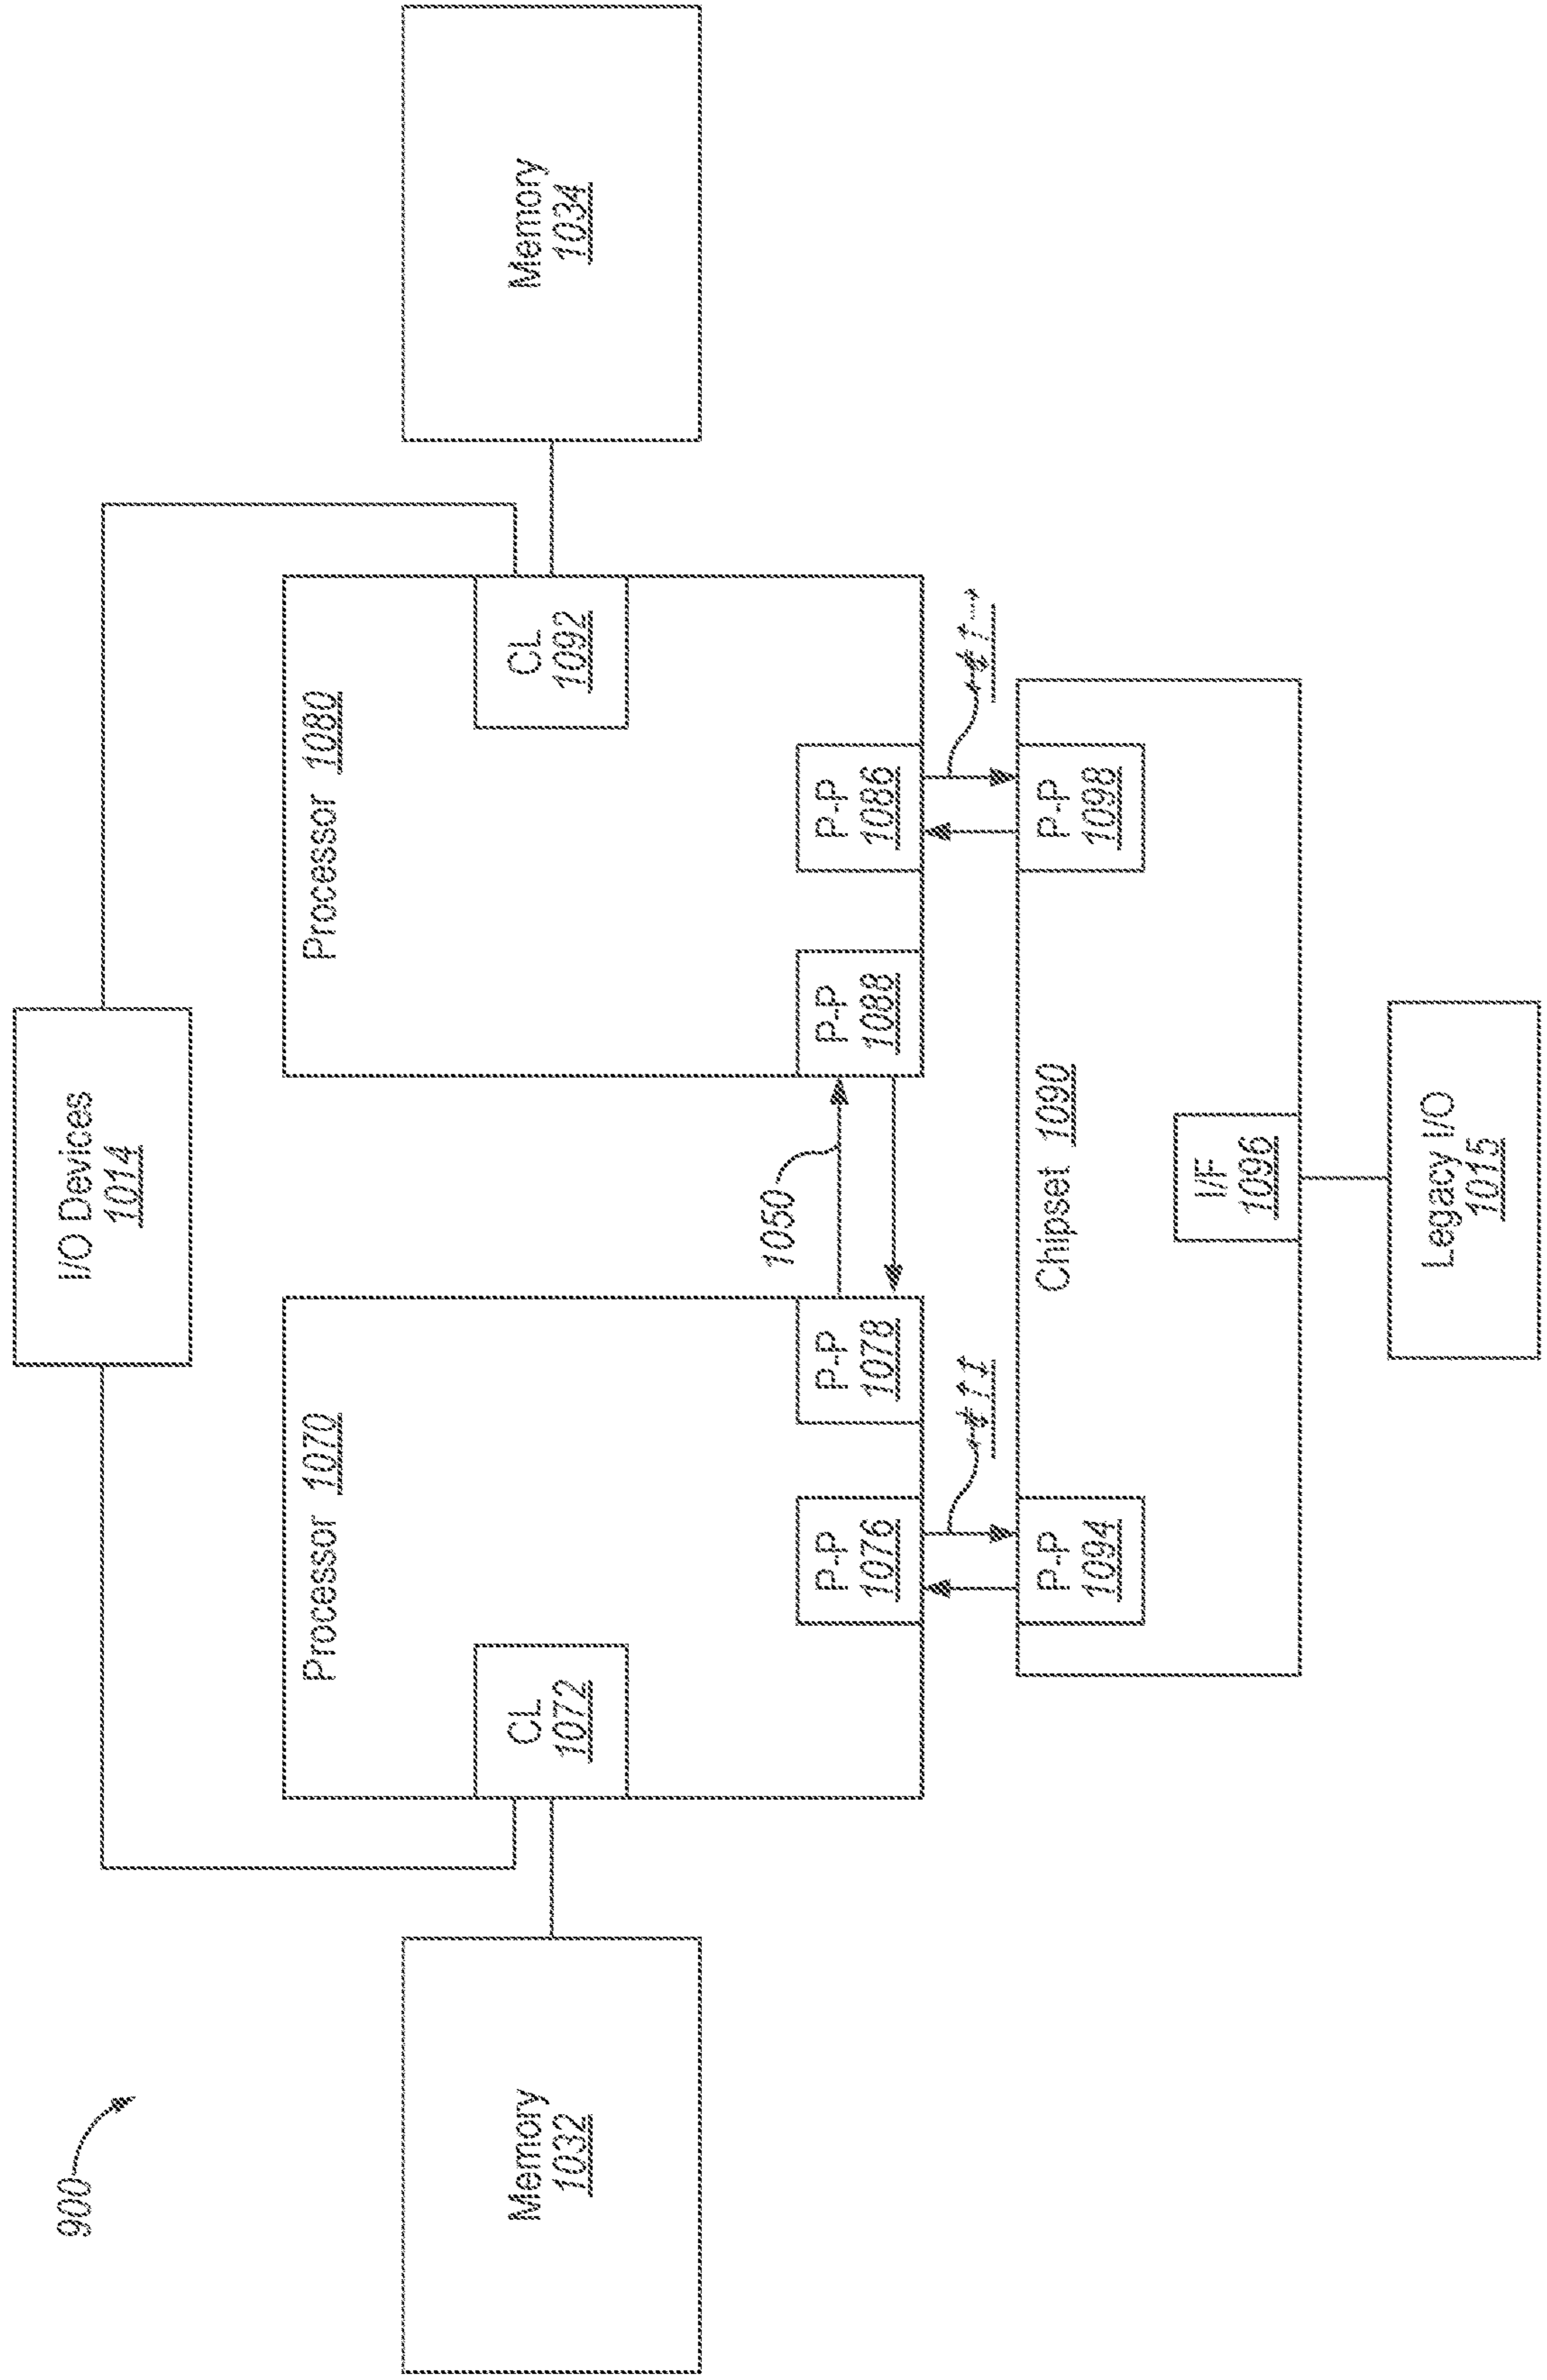 900
I/O Devices
1014
Memory
1032
Processor 1070
CL
1072
P-P
1076
P-P
1078
1050
Processor 1080
CL
1092
P-P
1088
P-P
1086
Memory
1034
Chipset 1090
P-P
1094
P-P
1098
I/F
1096
Legacy I/O
1015